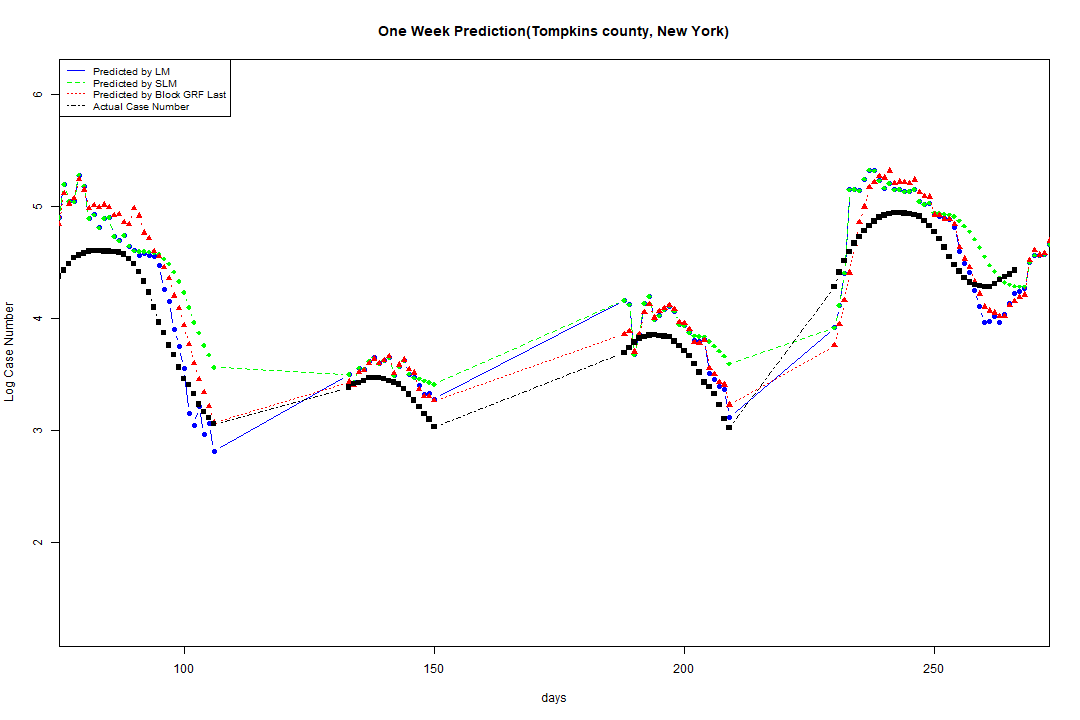 One Week Prediction(Tompkins county, New York)
Predicted by LM
Predicted by SLM
Predicted by Block GRF Last
Actual Case Number
6
5
4
3
2
Log Case Number
100 150 200 250
days